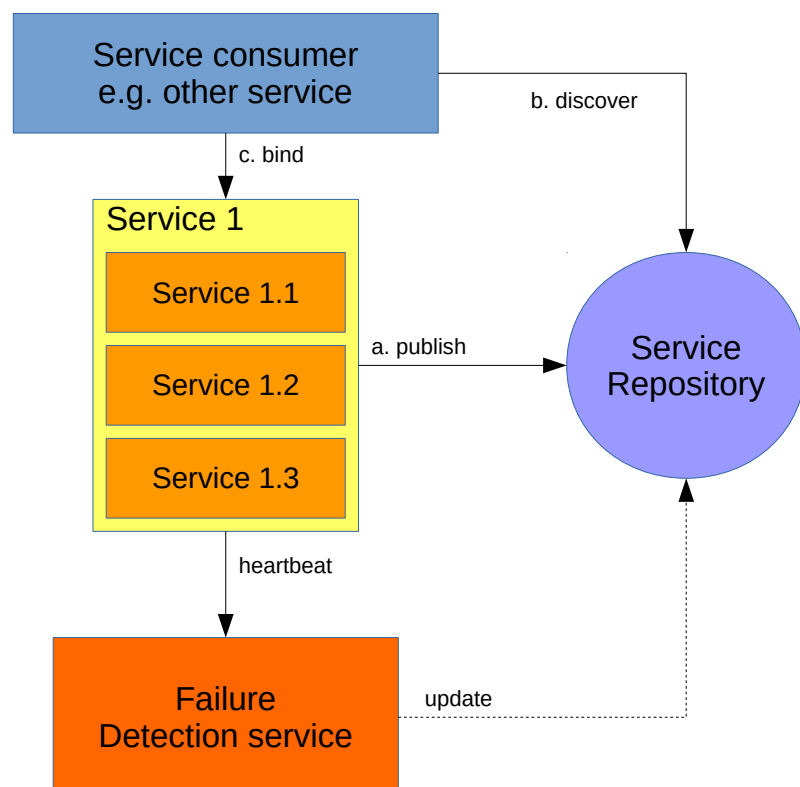 Service consumer
e.g. other service
b. discover
c. bind
Service 1
Service 1.1
Service 1.2
Service 1.3
a. publish
Service
Repository
heartbeat
Failure
Detection service
update